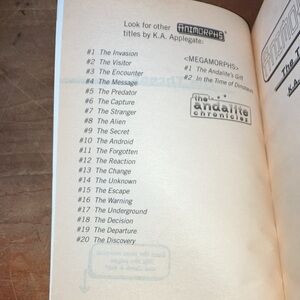 Look for other ANIMORPHS®
titles by K.A. Applegate:
#1 The Invasion
#2 The Visitor
#3 The Encounter
#4 The Message
#5 The Predator
#6 The Capture
#7 The Stranger
#8 The Alien
#9 The Secret
#10 The Android
#11 The Forgotten
#12 The Reaction
#13 The Change
#14 The Unknown
#15 The Escape
#16 The Warning
#17 The Underground
#18 The Decision
#19 The Departure
#20 The Discovery
<MEGAMORPHS>
#1 The Andalite's Gift
#2 In the Time of Dinosaurs
the
andalite
chronicles